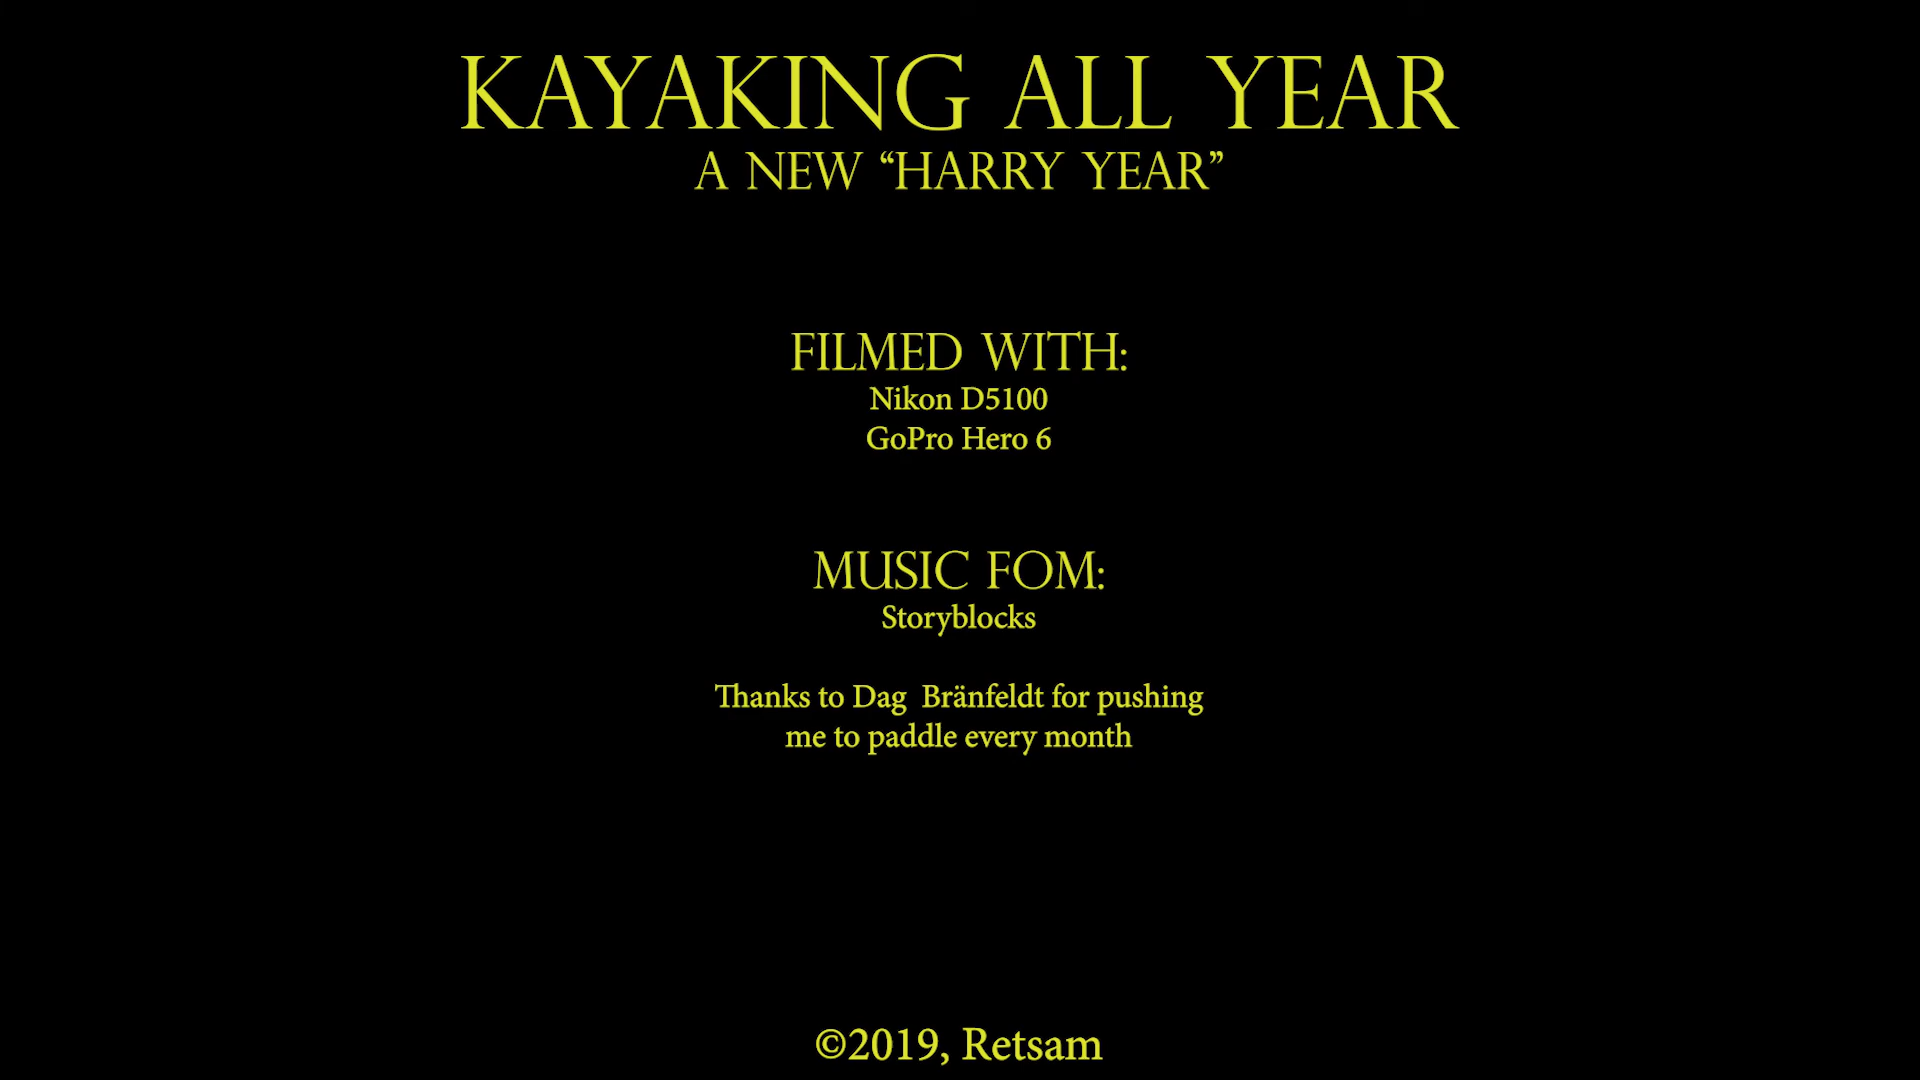 KAYAKING ALL YEAR
A NEW “HARRY YEAR”
FILMED WITH:
Nikon D5100
GoPro Hero 6
MUSIC FOM:
Storyblocks
Thanks to Dag  Bränfeldt for pushing
me to paddle every month
©2019, Retsam